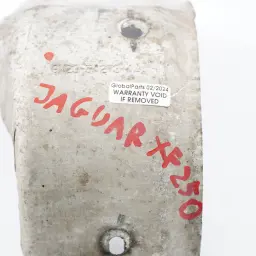 GlobalParts 02/2024
WARRANTY VOID
IF REMOVED
JAGUAR XF250